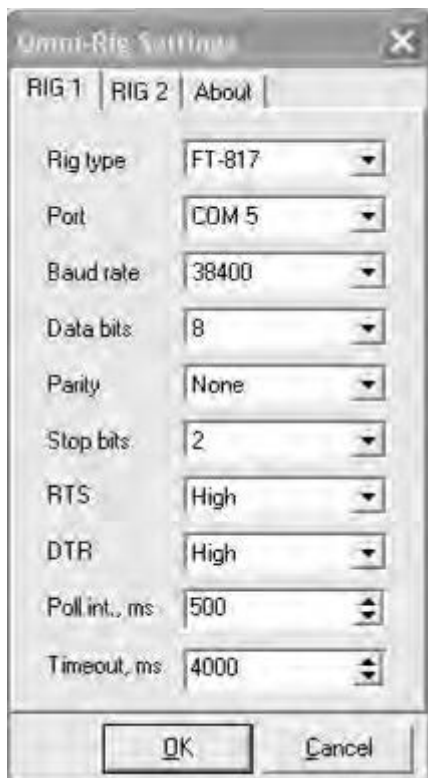 Omni-Rig Settings
RIG 1 RIG 2 About
Rig type FT-817
Port COM 5
Baud rate 38400
Data bits 8
Parity None
Stop bits 2
RTS High
DTR High
Poll int., ms 500
Timeout, ms 4000
OK Cancel